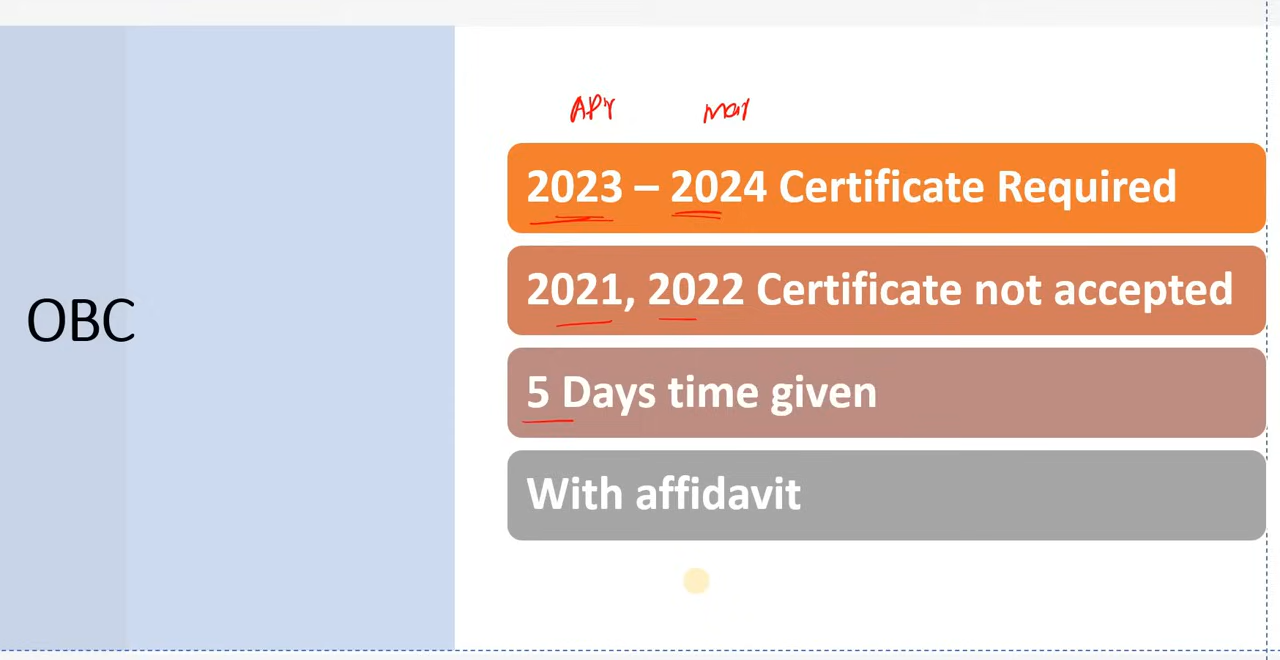 OBC
APr Mar
2023 – 2024 Certificate Required
2021, 2022 Certificate not accepted
5 Days time given
With affidavit